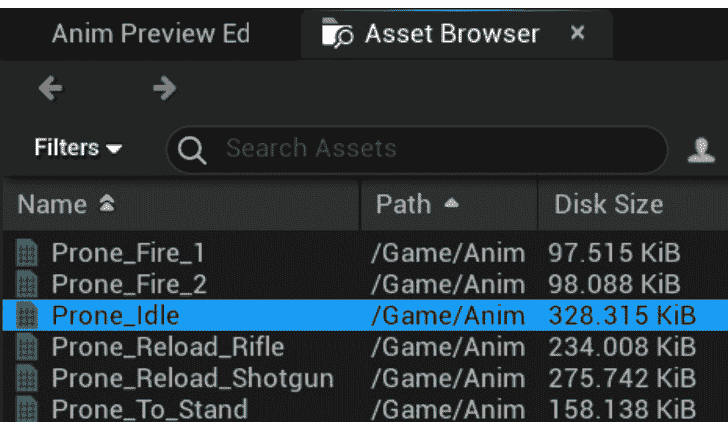 Anim Preview Ed Asset Browser ×
Filters Search Assets
Name Path Disk Size
Prone_Fire_1 /Game/Anim 97.515 KiB
Prone_Fire_2 /Game/Anim 98.088 KiB
Prone_Idle /Game/Anim 328.315 KiB
Prone_Reload_Rifle /Game/Anim 234.008 KiB
Prone_Reload_Shotgun /Game/Anim 275.742 KiB
Prone_To_Stand /Game/Anim 158.138 KiB